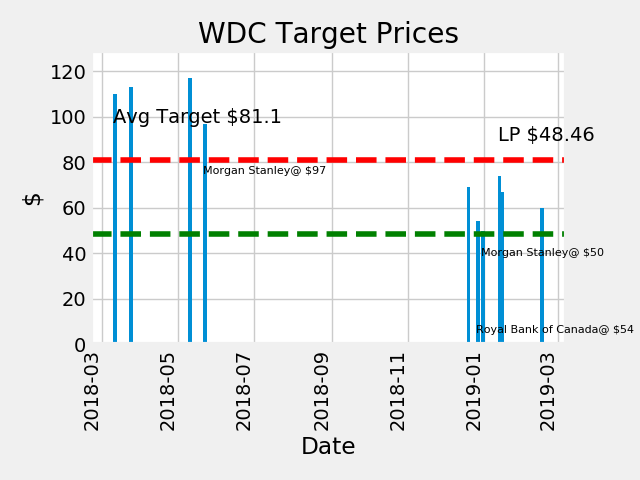 WDC Target Prices
120
100
80
60
40
20
0
$
Avg Target $81.1
LP $48.46
Morgan Stanley@ $97
Morgan Stanley@ $50
Royal Bank of Canada@ $54
2018-03
2018-05
2018-07
2018-09
2018-11
2019-01
2019-03
Date